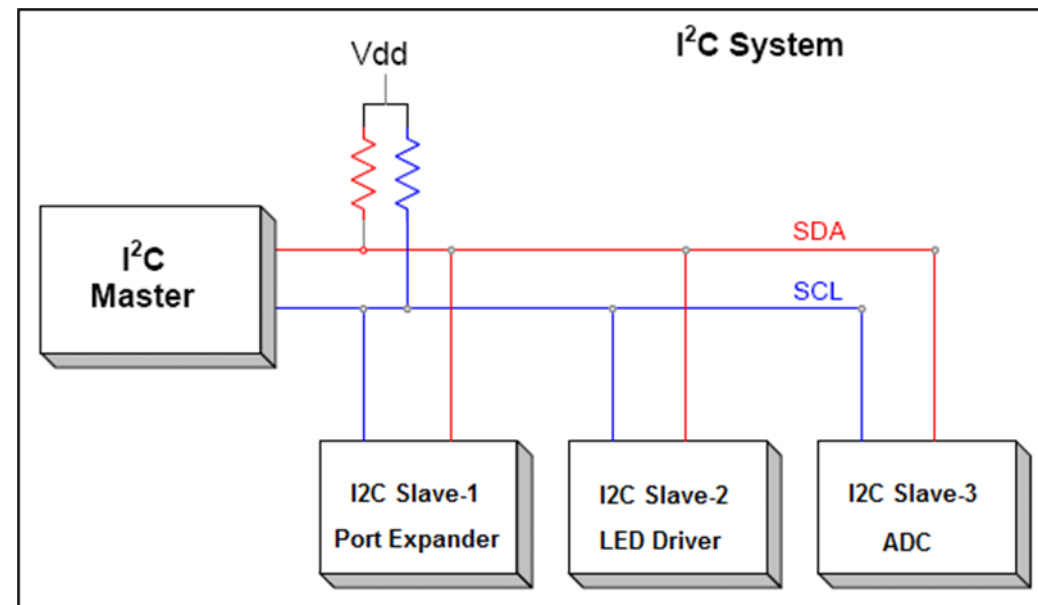 I²C System
Vdd
SDA
I²C
Master
SCL
I2C Slave-1
Port Expander
I2C Slave-2
LED Driver
I2C Slave-3
ADC